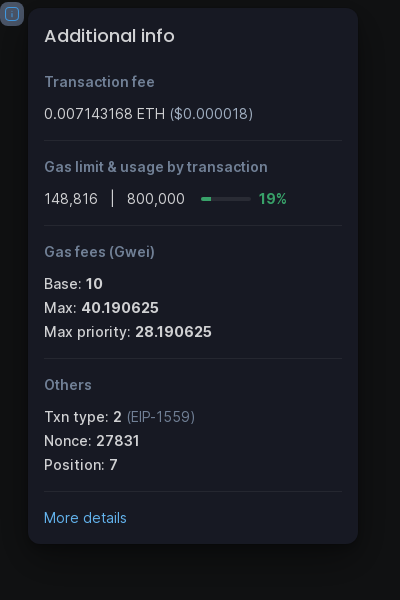 Additional info
Transaction fee
0.007143168 ETH ($0.000018)
Gas limit & usage by transaction
148,816 | 800,000 19%
Gas fees (Gwei)
Base: 10
Max: 40.190625
Max priority: 28.190625
Others
Txn type: 2 (EIP-1559)
Nonce: 27831
Position: 7
More details